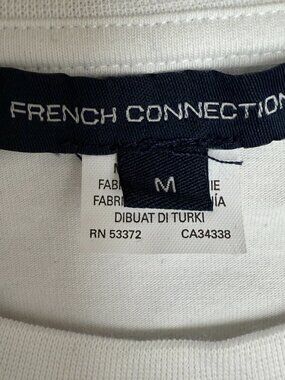 FRENCH CONNECTION
M
DIBUAT DI TURKI
RN 53372 CA34338